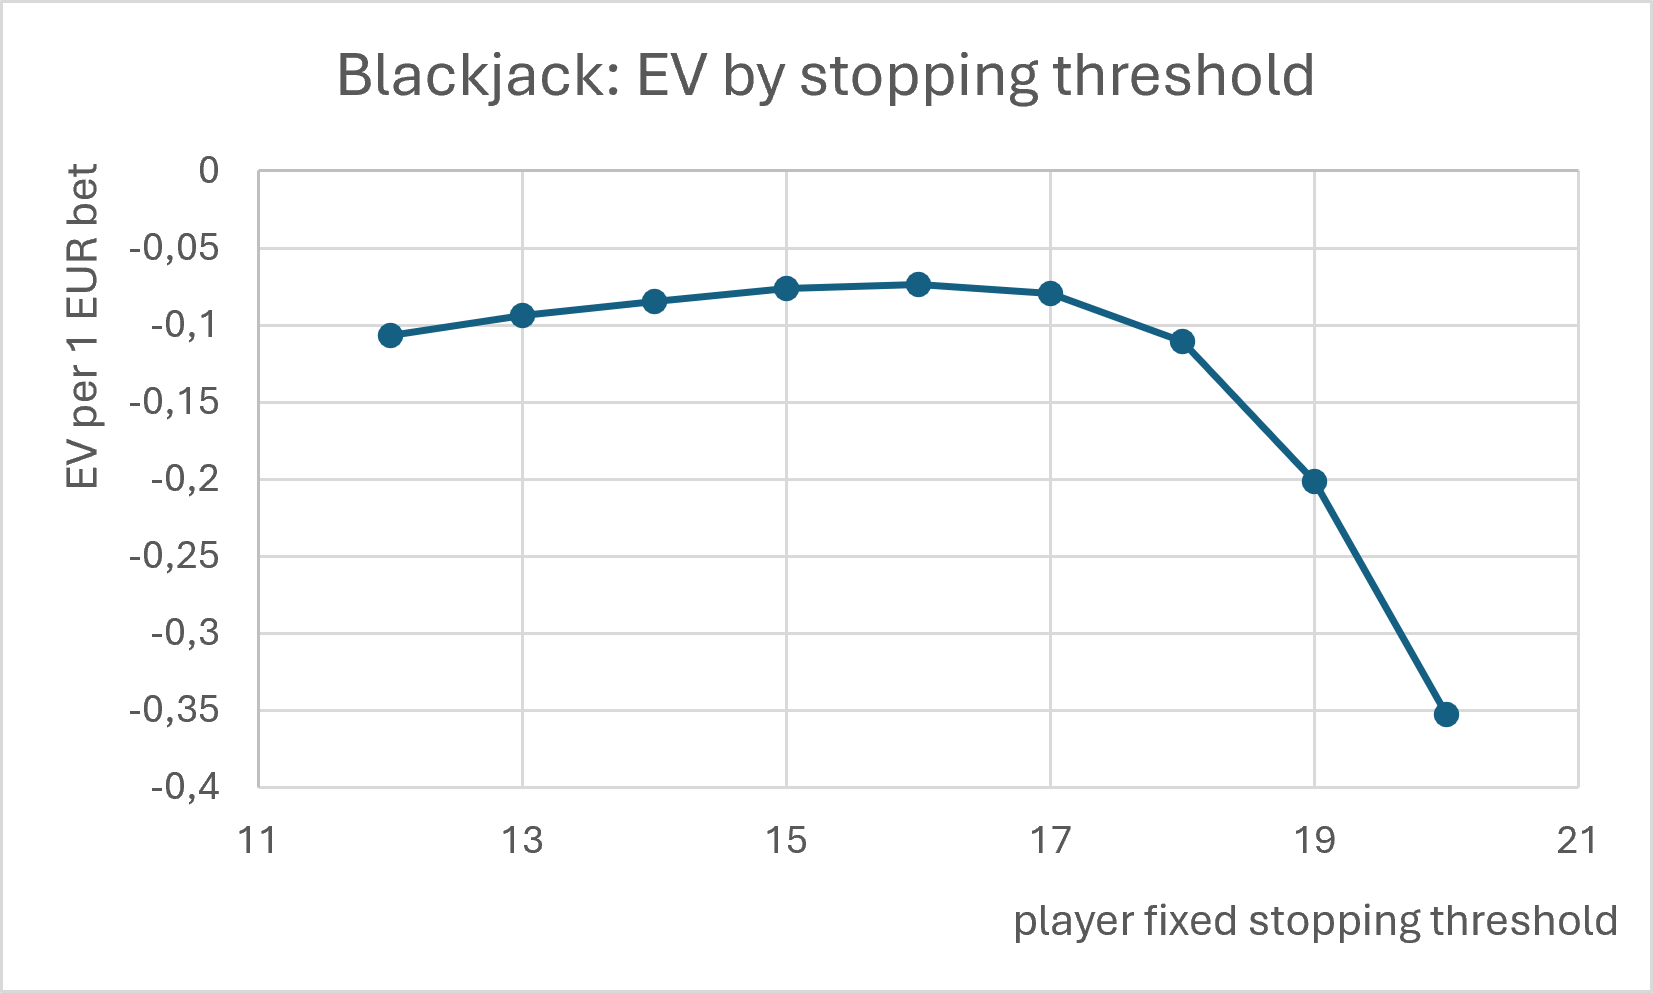 Blackjack: EV by stopping threshold
EV per 1 EUR bet
0
-0,05
-0,1
-0,15
-0,2
-0,25
-0,3
-0,35
-0,4
11 13 15 17 19 21
player fixed stopping threshold